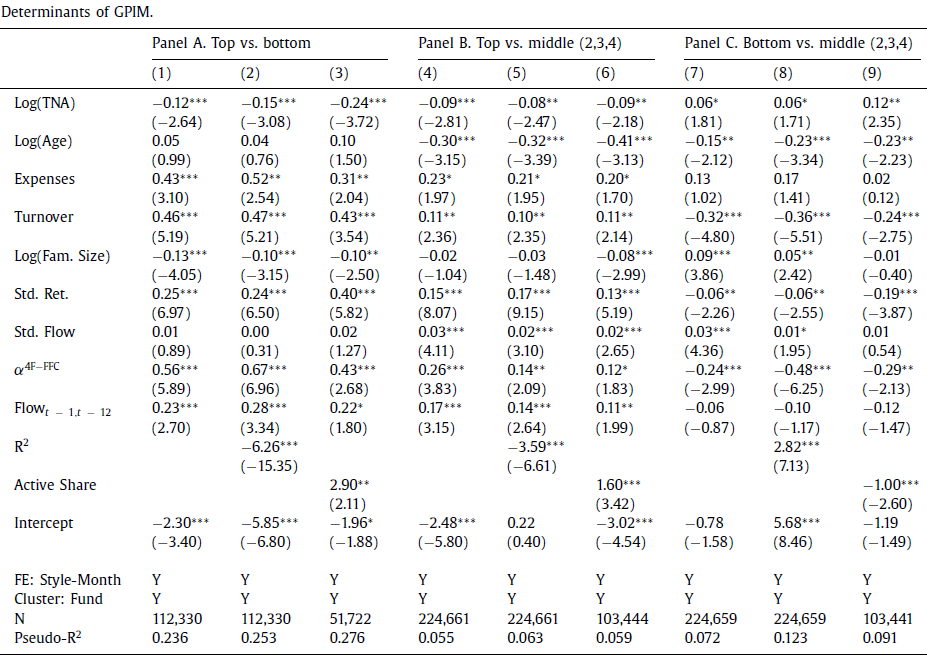 Determinants of GPIM.
Panel A. Top vs. bottom Panel B. Top vs. middle (2,3,4) Panel C. Bottom vs. middle (2,3,4)
(1) (2) (3) (4) (5) (6) (7) (8) (9)
Log(TNA) −0.12*** −0.15*** −0.24*** −0.09*** −0.08** −0.09** 0.06* 0.06* 0.12**
(−2.64) (−3.08) (−3.72) (−2.81) (−2.47) (−2.18) (1.81) (1.71) (2.35)
Log(Age) 0.05 0.04 0.10 −0.30*** −0.32*** −0.41*** −0.15** −0.23*** −0.23**
(0.99) (0.76) (1.50) (−3.15) (−3.39) (−3.13) (−2.12) (−3.34) (−2.23)
Expenses 0.43*** 0.52** 0.31** 0.23* 0.21* 0.20* 0.13 0.17 0.02
(3.10) (2.54) (2.04) (1.97) (1.95) (1.70) (1.02) (1.41) (0.12)
Turnover 0.46*** 0.47*** 0.43*** 0.11** 0.10** 0.11** −0.32*** −0.36*** −0.24***
(5.19) (5.21) (3.54) (2.36) (2.35) (2.14) (−4.80) (−5.51) (−2.75)
Log(Fam. Size) −0.13*** −0.10*** −0.10** −0.02 −0.03 −0.08*** 0.09*** 0.05** −0.01
(−4.05) (−3.15) (−2.50) (−1.04) (−1.48) (−2.99) (3.86) (2.42) (−0.40)
Std. Ret. 0.25*** 0.24*** 0.40*** 0.15*** 0.17*** 0.13*** −0.06** −0.06** −0.19***
(6.97) (6.50) (5.82) (8.07) (9.15) (5.19) (−2.26) (−2.55) (−3.87)
Std. Flow 0.01 0.00 0.02 0.03*** 0.02*** 0.02*** 0.03*** 0.01* 0.01
(0.89) (0.31) (1.27) (4.11) (3.10) (2.65) (4.36) (1.95) (0.54)
α4F−FFC 0.56*** 0.67*** 0.43*** 0.26*** 0.14** 0.12* −0.24*** −0.48*** −0.29**
(5.89) (6.96) (2.68) (3.83) (2.09) (1.83) (−2.99) (−6.25) (−2.13)
Flowt − 1,t − 12 0.23*** 0.28*** 0.22* 0.17*** 0.14*** 0.11** −0.06 −0.10 −0.12
(2.70) (3.34) (1.80) (3.15) (2.64) (1.99) (−0.87) (−1.17) (−1.47)
R2 −6.26*** −3.59*** 2.82***
(−15.35) (−6.61) (7.13)
Active Share 2.90** 1.60*** −1.00***
(2.11) (3.42) (−2.60)
Intercept −2.30*** −5.85*** −1.96* −2.48*** 0.22 −3.02*** −0.78 5.68*** −1.19
(−3.40) (−6.80) (−1.88) (−5.80) (0.40) (−4.54) (−1.58) (8.46) (−1.49)
FE: Style-Month Y Y Y Y Y Y Y Y Y
Cluster: Fund Y Y Y Y Y Y Y Y Y
N 112,330 112,330 51,722 224,661 224,661 103,444 224,659 224,659 103,441
Pseudo-R2 0.236 0.253 0.276 0.055 0.063 0.059 0.072 0.123 0.091